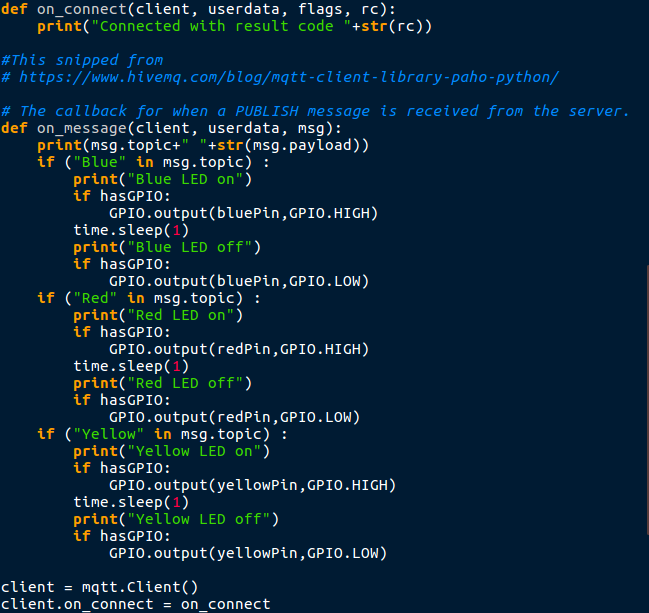 def on_connect(client, userdata, flags, rc):
    print("Connected with result code "+str(rc))

#This snipped from
# https://www.hivemq.com/blog/mqtt-client-library-paho-python/

# The callback for when a PUBLISH message is received from the server.
def on_message(client, userdata, msg):
    print(msg.topic+" "+str(msg.payload))
    if ("Blue" in msg.topic) :
        print("Blue LED on")
        if hasGPIO:
            GPIO.output(bluePin,GPIO.HIGH)
        time.sleep(1)
        print("Blue LED off")
        if hasGPIO:
            GPIO.output(bluePin,GPIO.LOW)
    if ("Red" in msg.topic) :
        print("Red LED on")
        if hasGPIO:
            GPIO.output(redPin,GPIO.HIGH)
        time.sleep(1)
        print("Red LED off")
        if hasGPIO:
            GPIO.output(redPin,GPIO.LOW)
    if ("Yellow" in msg.topic) :
        print("Yellow LED on")
        if hasGPIO:
            GPIO.output(yellowPin,GPIO.HIGH)
        time.sleep(1)
        print("Yellow LED off")
        if hasGPIO:
            GPIO.output(yellowPin,GPIO.LOW)

client = mqtt.Client()
client.on_connect = on_connect